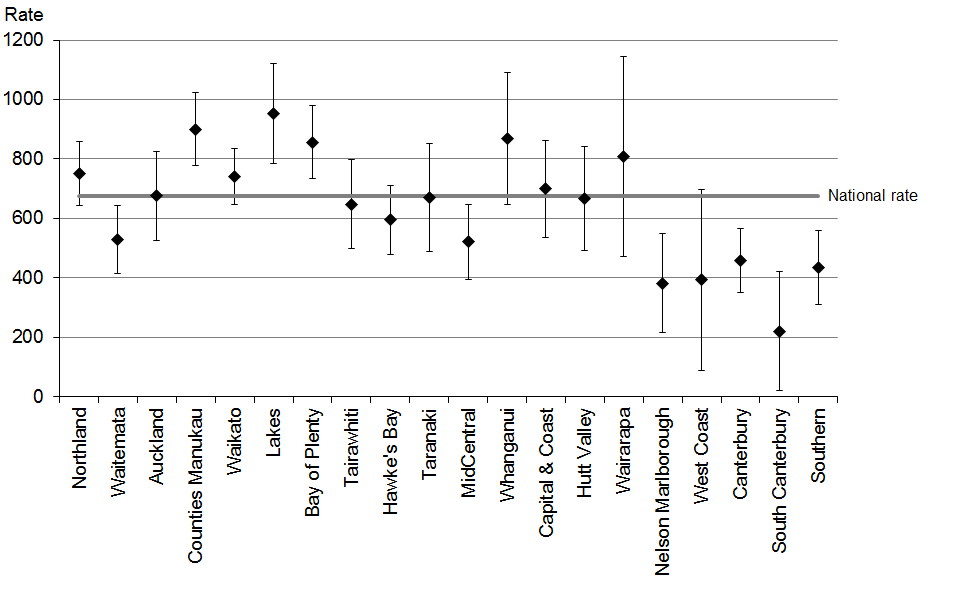 Rate
1200
1000
800
600
400
200
0
National rate
Northland
Waitemata
Auckland
Counties Manukau
Waikato
Lakes
Bay of Plenty
Tairawhiti
Hawke's Bay
Taranaki
MidCentral
Whanganui
Capital & Coast
Hutt Valley
Wairarapa
Nelson Marlborough
West Coast
Canterbury
South Canterbury
Southern